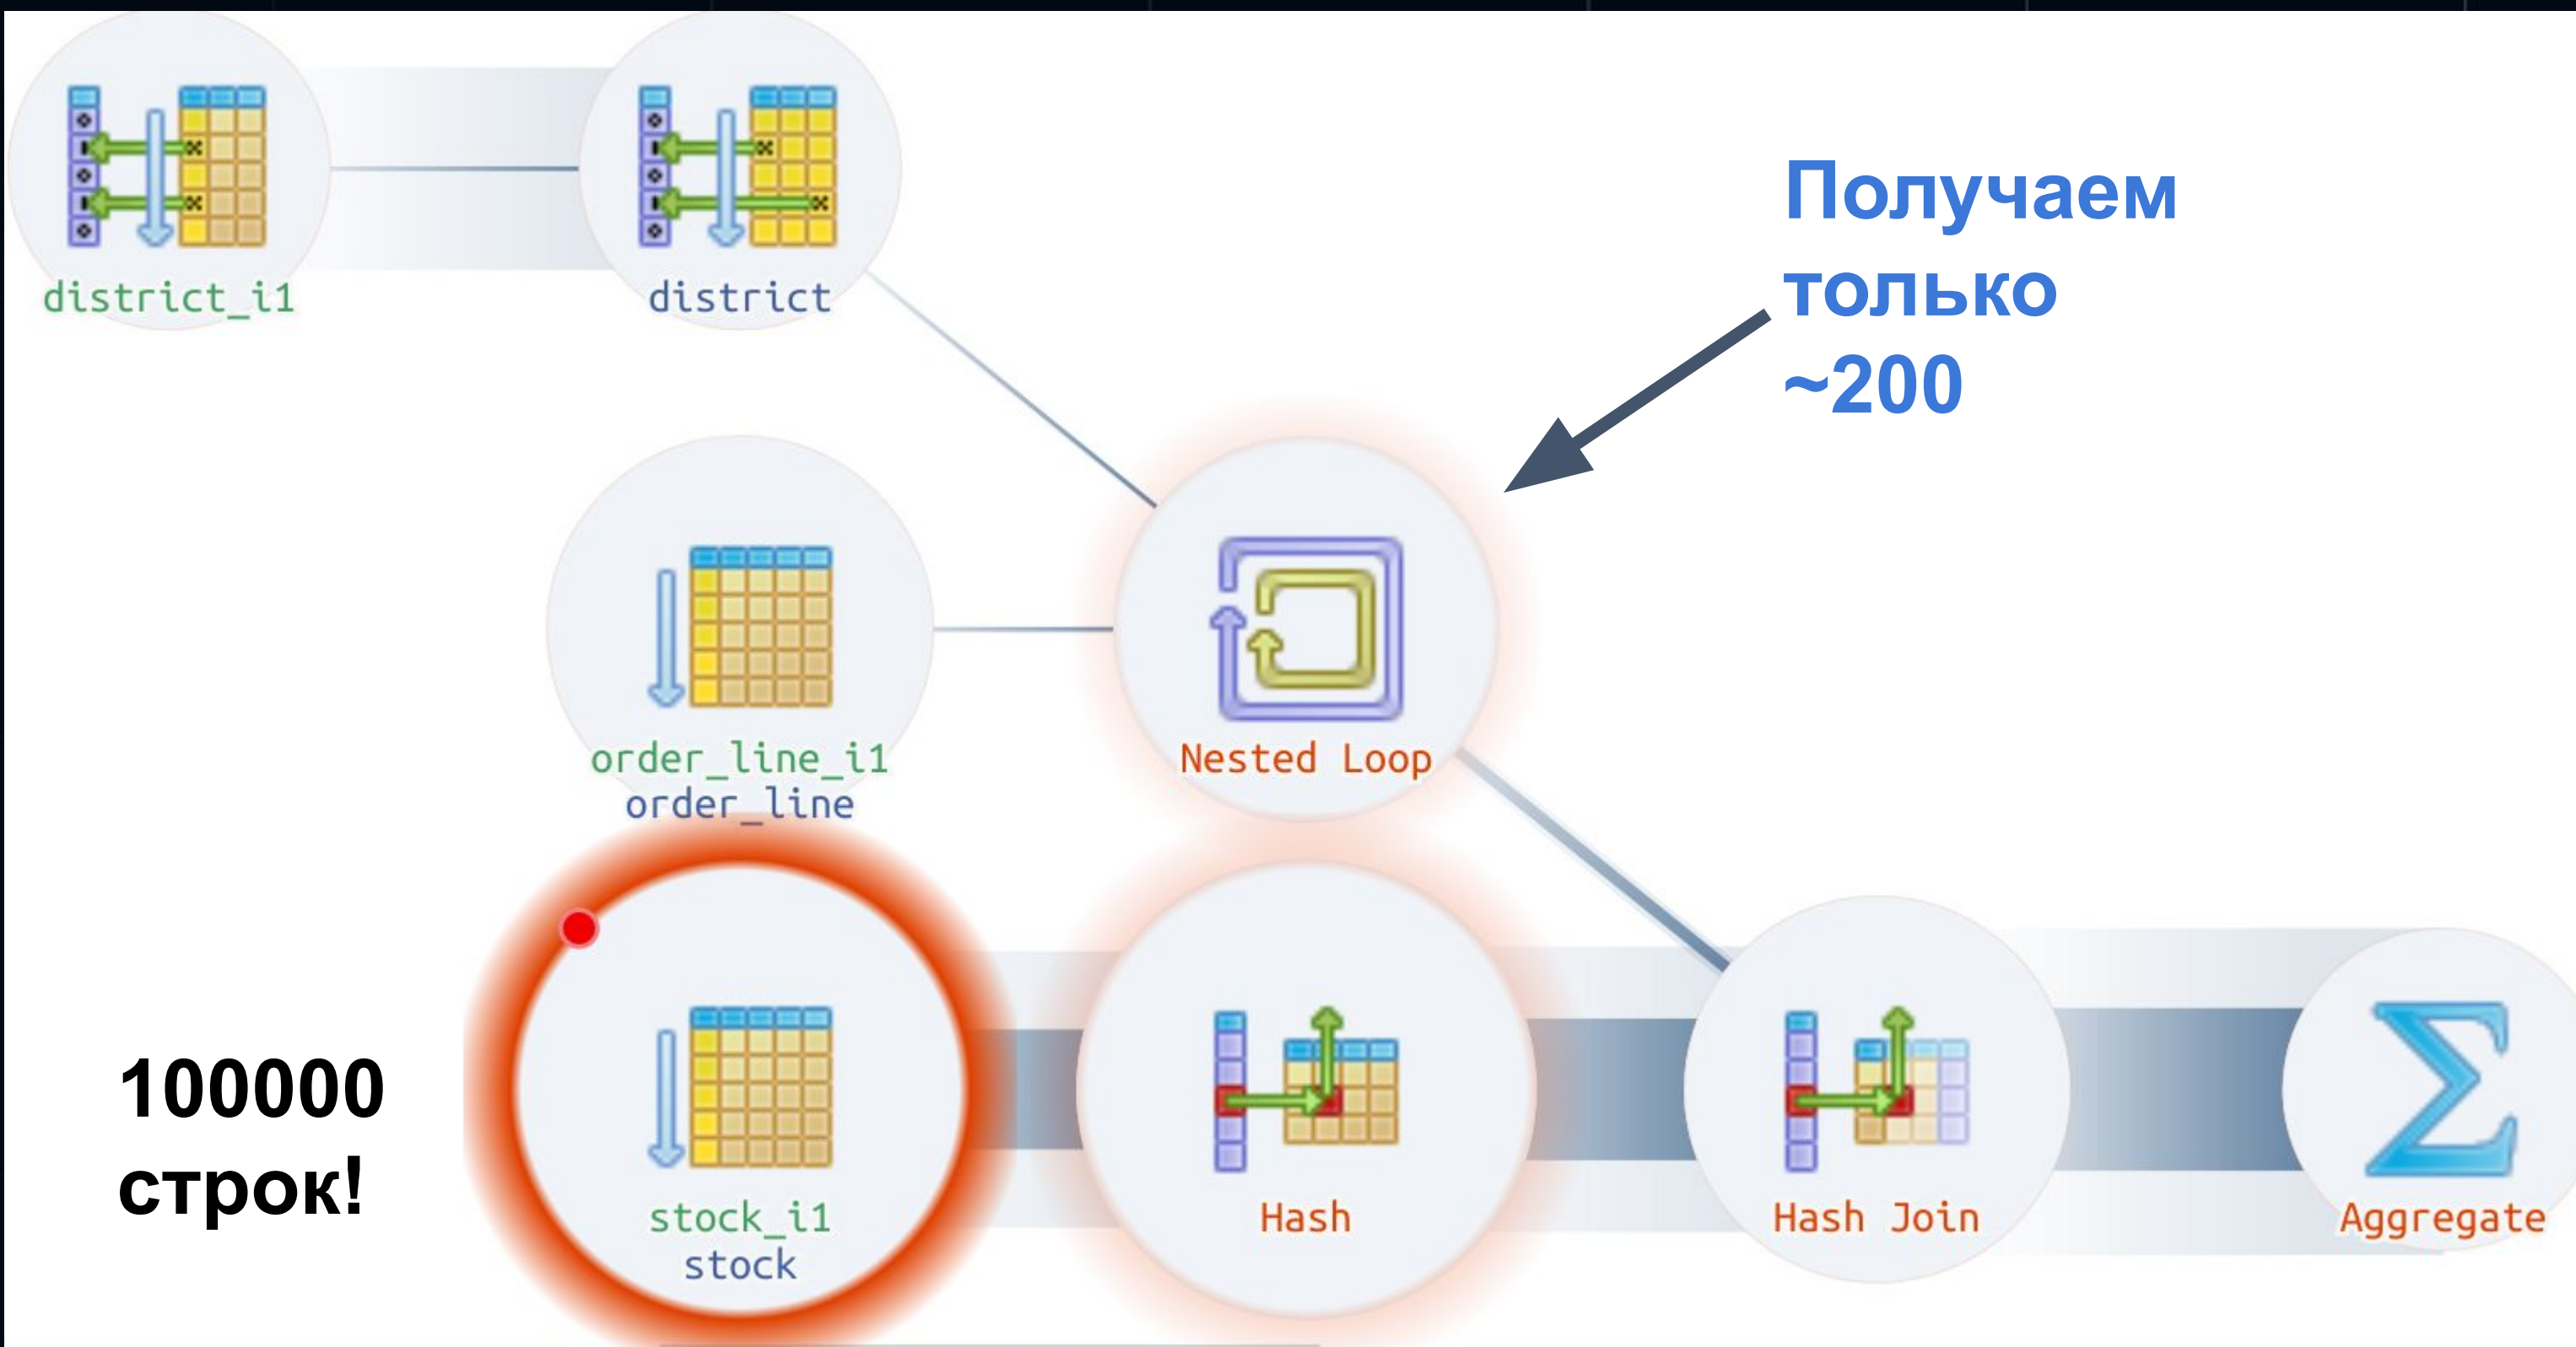 district_i1
district
Получаем
только
~200
order_line_i1
order_line
Nested Loop
100000
строк!
stock_i1
stock
Hash
Hash Join
Aggregate